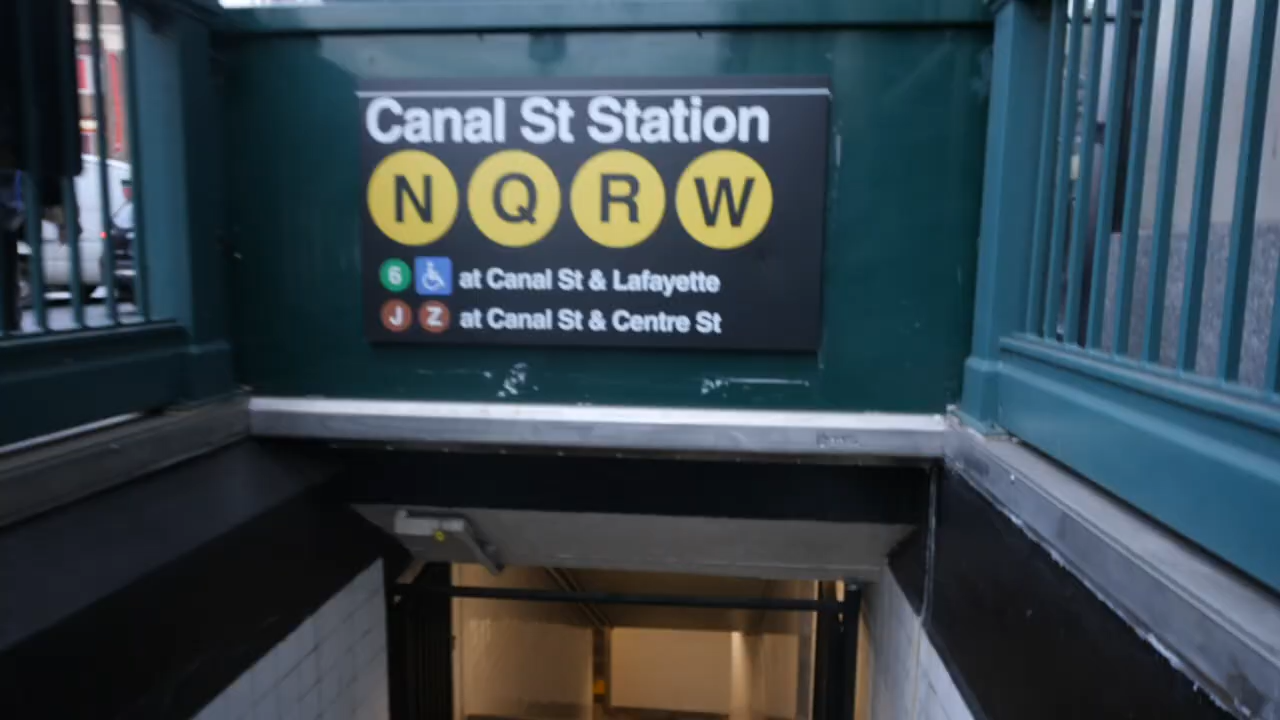 Canal St Station
N Q R W
6 at Canal St & Lafayette
J Z at Canal St & Centre St